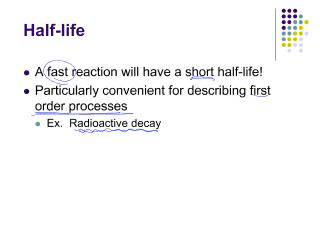 Half-life
A fast reaction will have a short half-life!
Particularly convenient for describing first
order processes
Ex. Radioactive decay